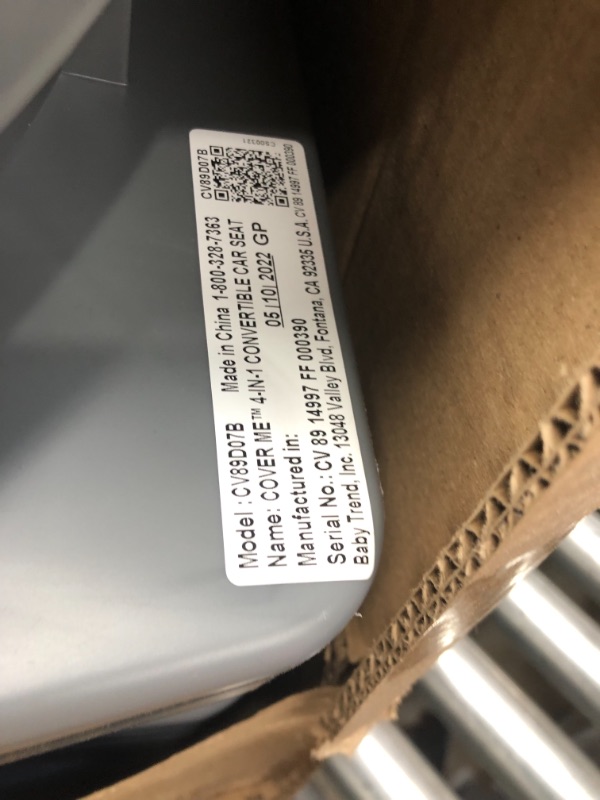 Model : CV89D07B Made in China 1-800-328-7363
Name: COVER ME™ 4-IN-1 CONVERTIBLE CAR SEAT
Manufactured in: 05|10|2022 GP
Serial No.: CV 89 14997 FF 000390
Baby Trend, Inc. 13048 Valley Blvd, Fontana, CA 92335 U.S.A.
CV89D07B
CV 89 14997 FF 000390